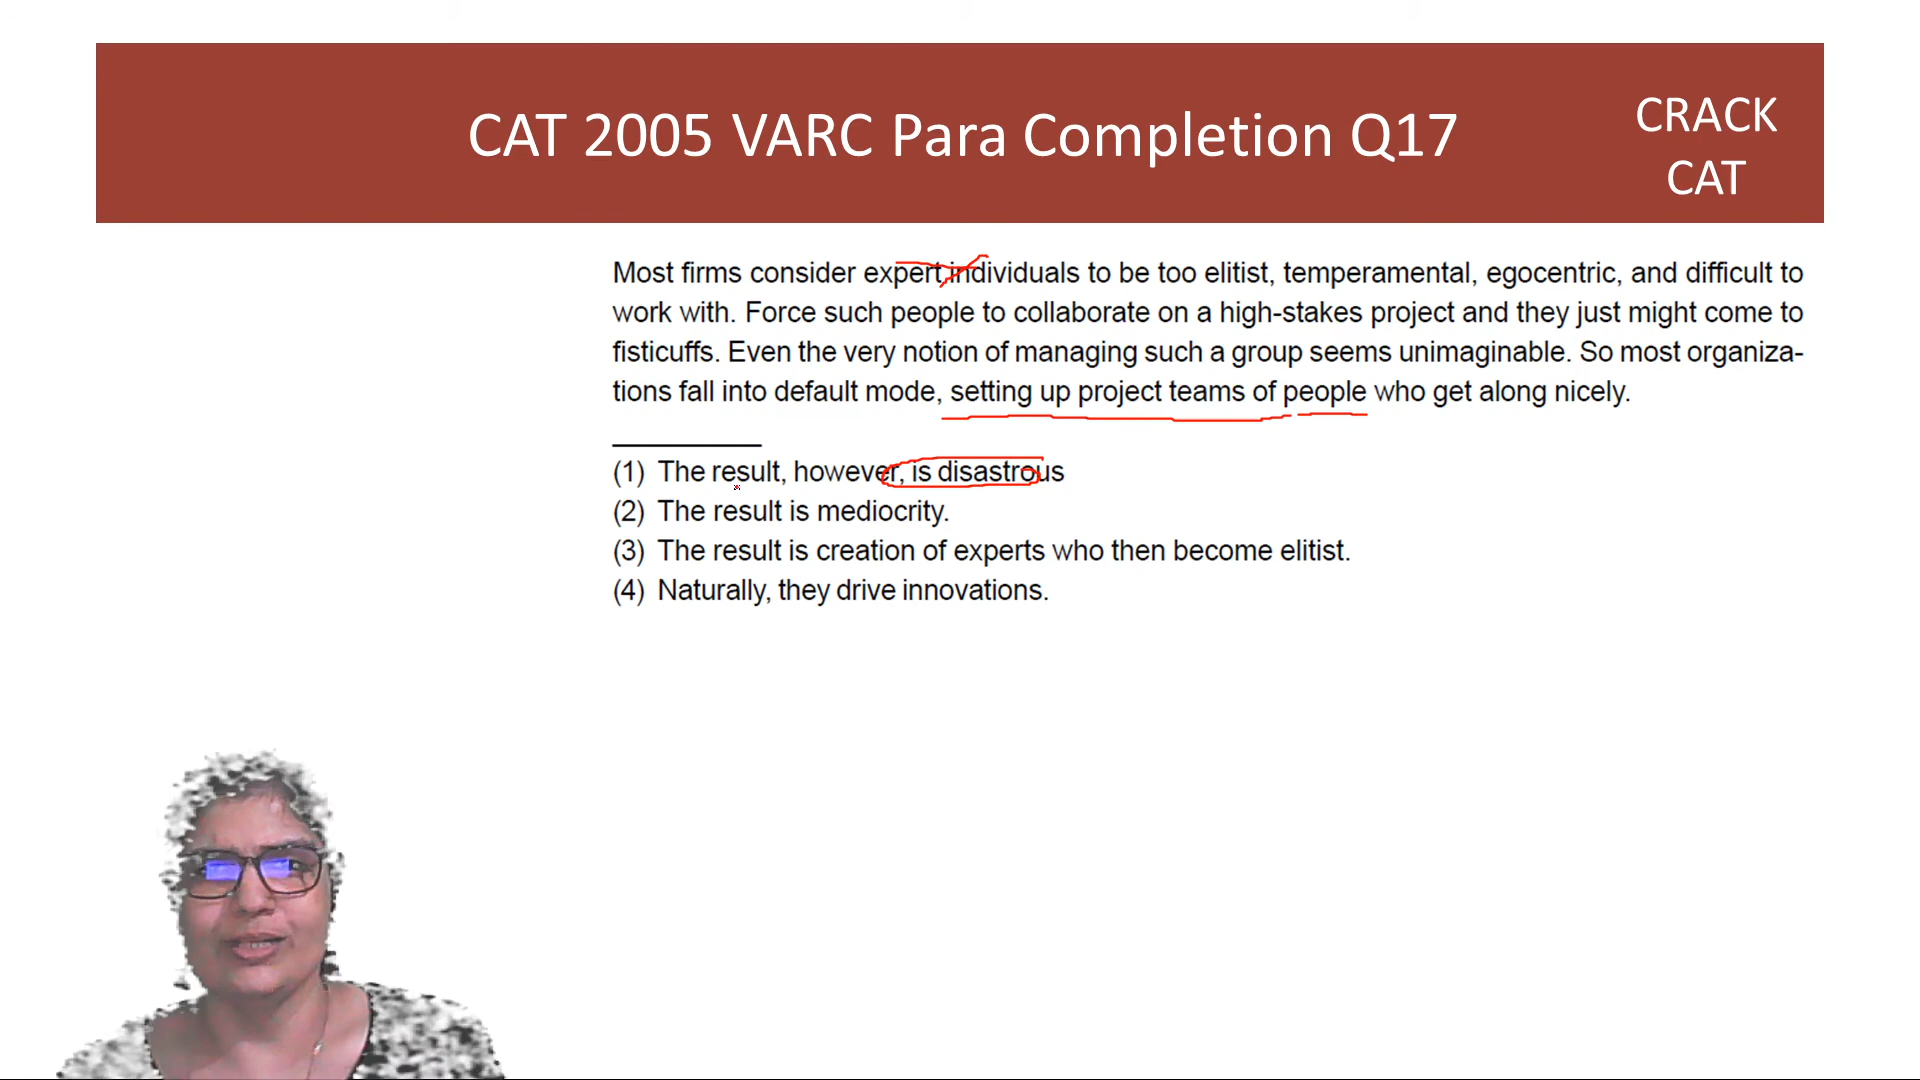 CAT 2005 VARC Para Completion Q17
CRACK
CAT
Most firms consider expert individuals to be too elitist, temperamental, egocentric, and difficult to
work with. Force such people to collaborate on a high-stakes project and they just might come to
fisticuffs. Even the very notion of managing such a group seems unimaginable. So most organiza-
tions fall into default mode, setting up project teams of people who get along nicely.
__________
(1) The result, however, is disastrous
(2) The result is mediocrity.
(3) The result is creation of experts who then become elitist.
(4) Naturally, they drive innovations.